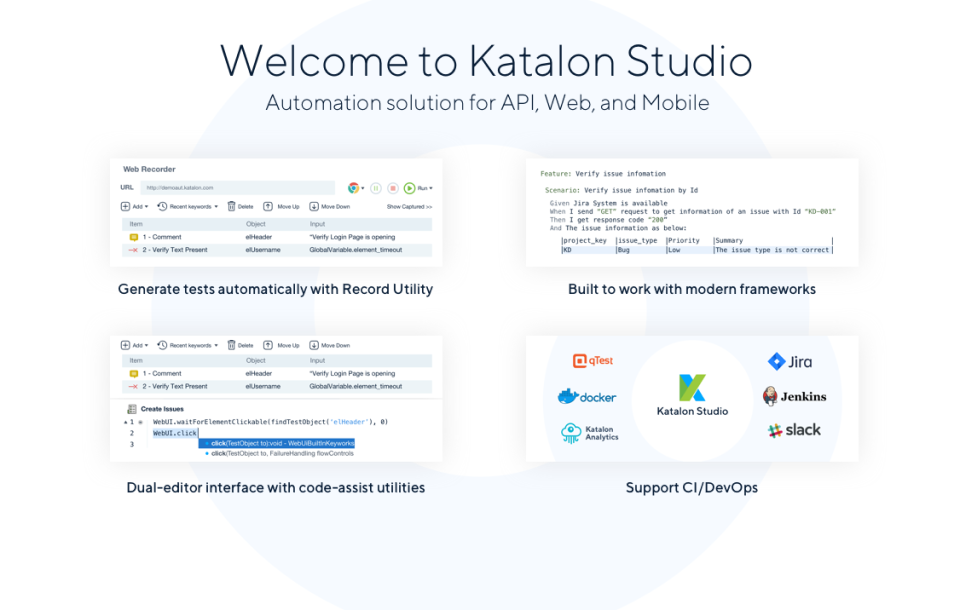 Welcome to Katalon Studio
Automation solution for API, Web, and Mobile
Web Recorder
URL http://demoaut.katalon.com Run
Add Recent keywords Delete Move Up Move Down Show Captured >>
Item Object Input
1 - Comment elHeader "Verify Login Page is opening
2 - Verify Text Present elUsername GlobalVariable.element_timeout
Generate tests automatically with Record Utility
Feature: Verify issue infomation
Scenario: Verify issue infomation by Id
Given Jira System is available
When I send "GET" request to get information of an issue with Id "KD-001"
Then I get response code "200"
And The issue information as below:
|project_key |issue_type |Priority |Summary |
|KD |Bug |Low |The issue type is not correct |
Built to work with modern frameworks
Add Recent keywords Delete Move Up Move Down
Item Object Input
1 - Comment elHeader "Verify Login Page is opening
2 - Verify Text Present elUsername GlobalVariable.element_timeout
Create Issues
1 WebUI.waitForElementClickable(findTestObject('elHeader'), 0)
2 WebUI.click
3 click(TestObject to):void - WebUiBuiltInKeyworks
click(TestObject to, FailureHandling flowControls
Dual-editor interface with code-assist utilities
qTest
docker
Katalon
Analytics
Katalon Studio
Jira
Jenkins
slack
Support CI/DevOps